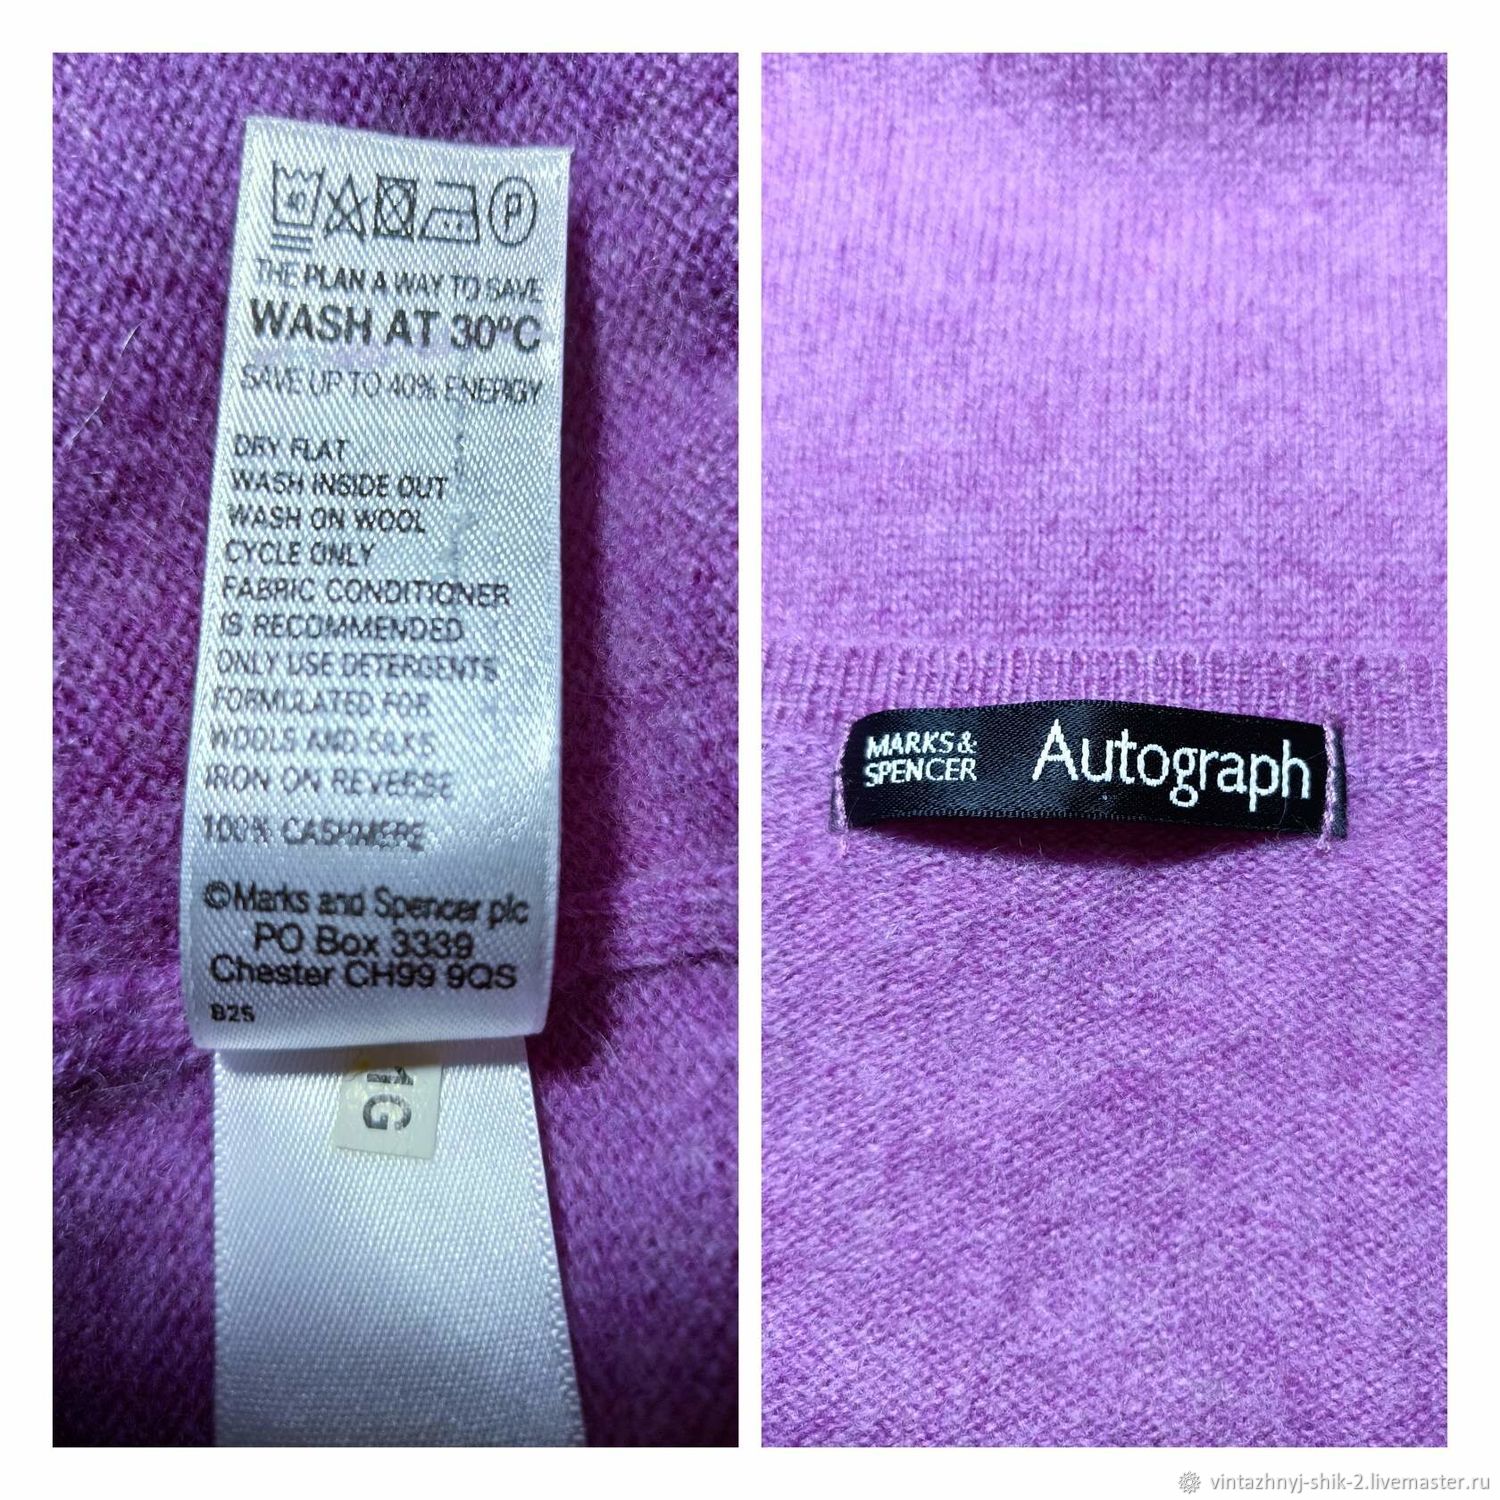 40
P
THE PLAN A WAY TO SAVE
WASH AT 30ºC
SAVE UP TO 40% ENERGY
DRY FLAT
WASH INSIDE OUT
WASH ON WOOL
CYCLE ONLY
FABRIC CONDITIONER
IS RECOMMENDED
ONLY USE DETERGENTS
FORMULATED FOR
WOOLS AND SILKS
IRON ON REVERSE
100% CASHMERE
©Marks and Spencer plc
PO Box 3339
Chester CH99 9QS
B25
1G
MARKS &
SPENCER
Autograph
vintazhnyj-shik-2.livemaster.ru